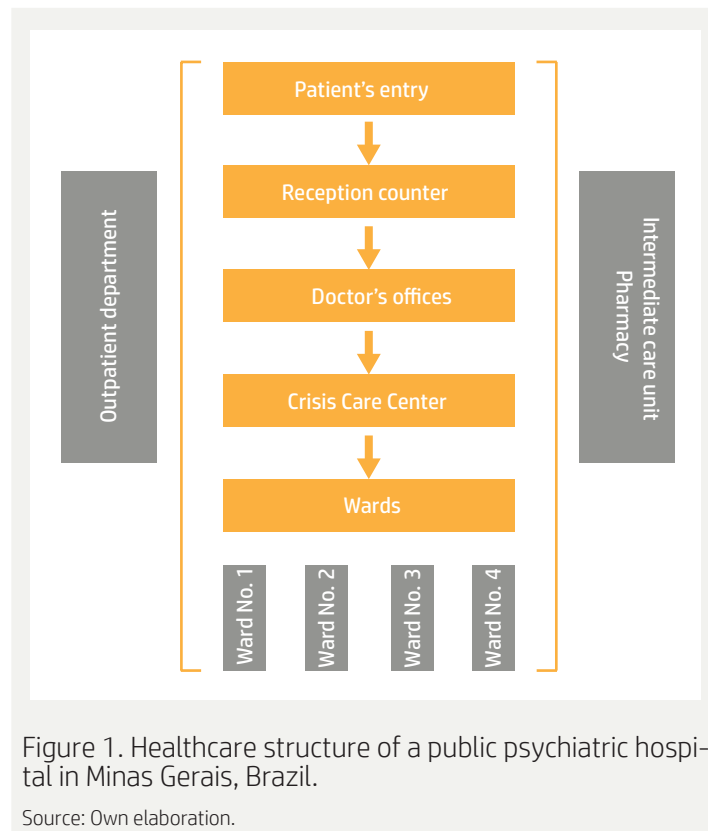 Patient's entry
Reception counter
Outpatient department
Intermediate care unit
Pharmacy
Doctor's offices
Crisis Care Center
Wards
Ward No. 1
Ward No. 2
Ward No. 3
Ward No. 4
Figure 1. Healthcare structure of a public psychiatric hospi-
tal in Minas Gerais, Brazil.
Source: Own elaboration.